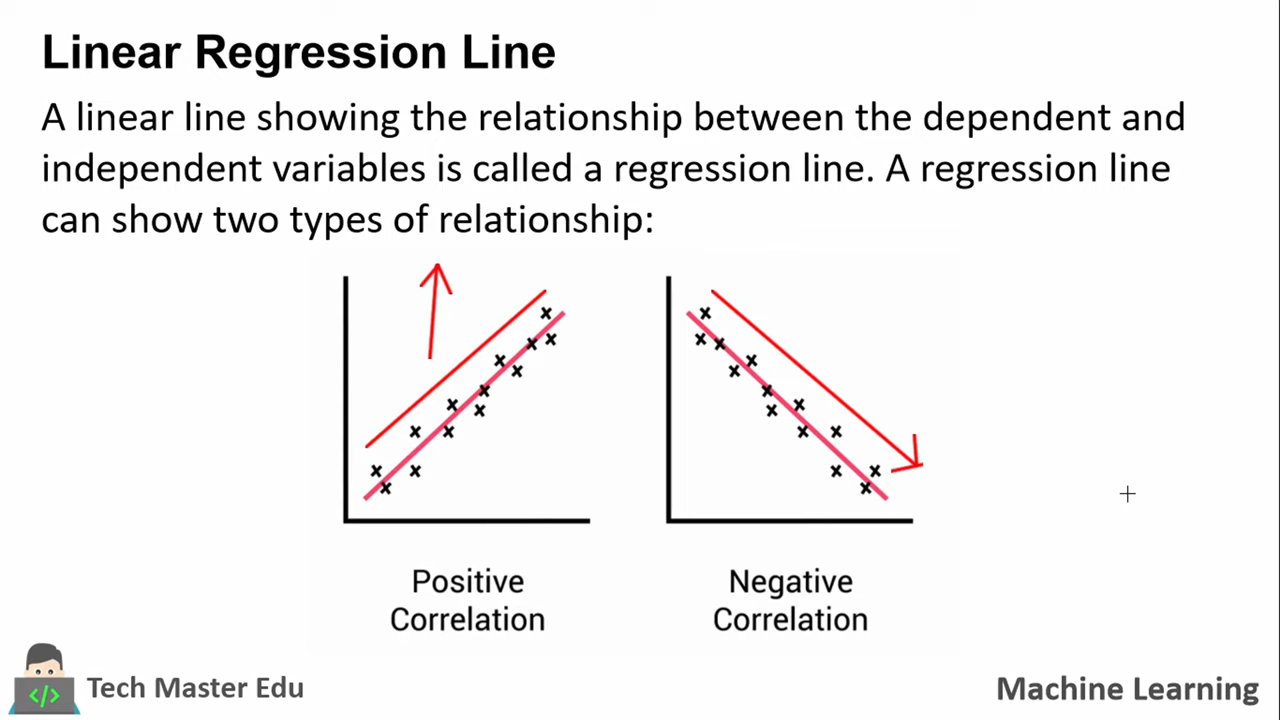 Linear Regression Line
A linear line showing the relationship between the dependent and
independent variables is called a regression line. A regression line
can show two types of relationship:
Positive
Correlation
Negative
Correlation
</>
Tech Master Edu
Machine Learning